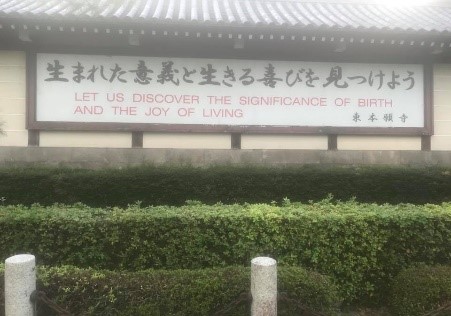 生まれた意義と生きる喜びを見つけよう
LET US DISCOVER THE SIGNIFICANCE OF BIRTH
AND THE JOY OF LIVING
東本願寺